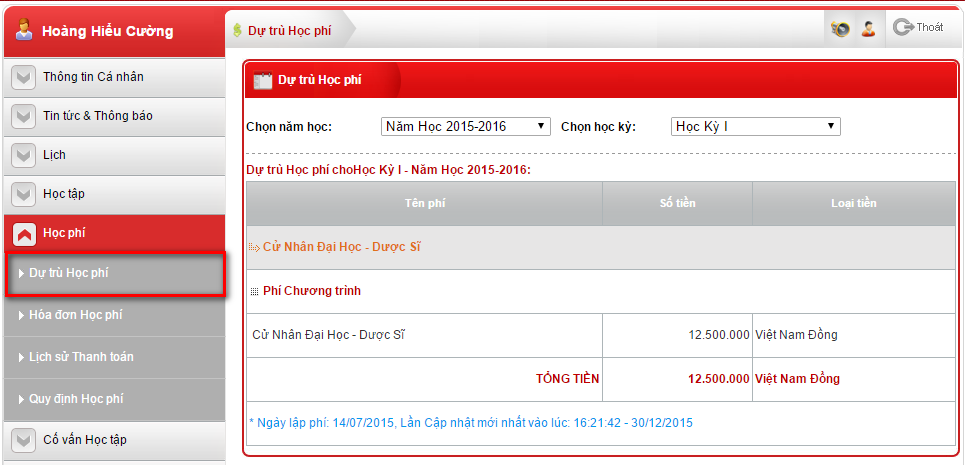 Hoàng Hiếu Cường
Dự trù Học phí
Thoát
Thông tin Cá nhân
Tin tức & Thông báo
Lịch
Học tập
Học phí
Dự trù Học phí
Hóa đơn Học phí
Lịch sử Thanh toán
Quy định Học phí
Cố vấn Học tập
Dự trù Học phí
Chọn năm học: Năm Học 2015-2016 Chọn học kỳ: Học Kỳ I
Dự trù Học phí choHọc Kỳ I - Năm Học 2015-2016:
Tên phí Số tiền Loại tiền
Cử Nhân Đại Học - Dược Sĩ
Phí Chương trình
Cử Nhân Đại Học - Dược Sĩ 12.500.000 Việt Nam Đồng
TỔNG TIỀN 12.500.000 Việt Nam Đồng
* Ngày lập phí: 14/07/2015, Lần Cập nhật mới nhất vào lúc: 16:21:42 - 30/12/2015